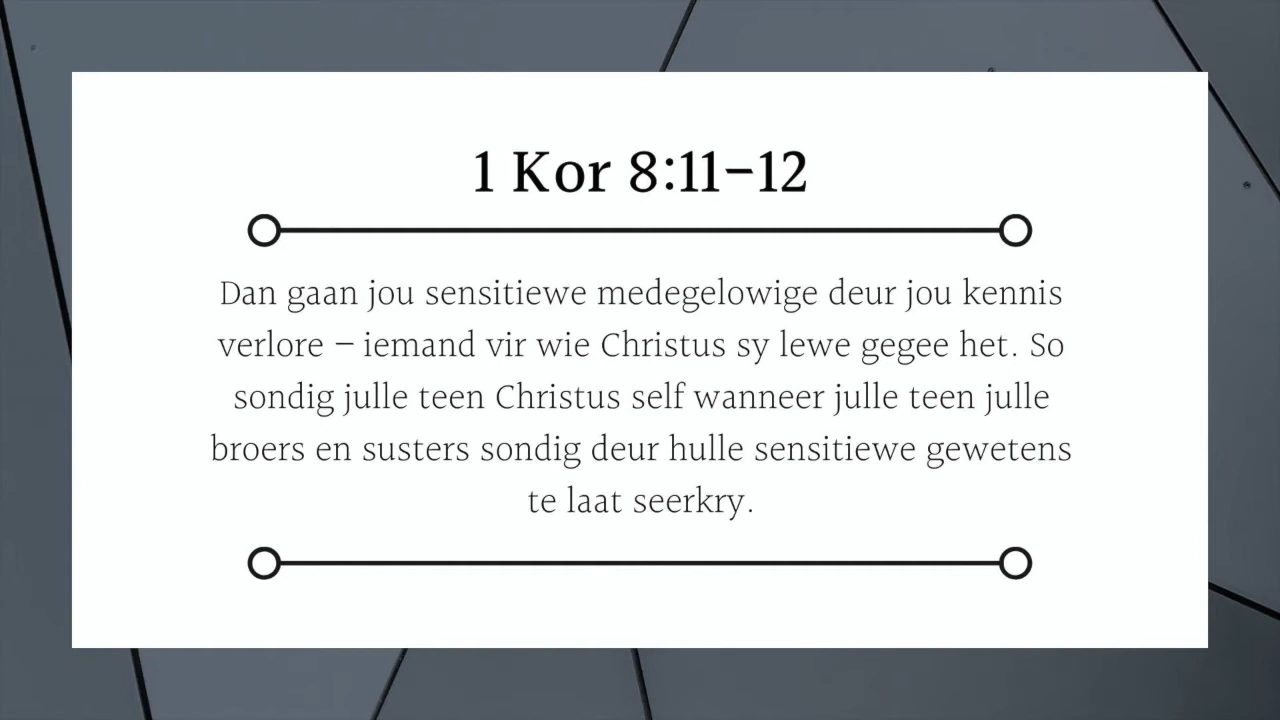 1 Kor 8:11–12
Dan gaan jou sensitiewe medegelowige deur jou kennis
verlore – iemand vir wie Christus sy lewe gegee het. So
sondig julle teen Christus self wanneer julle teen julle
broers en susters sondig deur hulle sensitiewe gewetens
te laat seerkry.